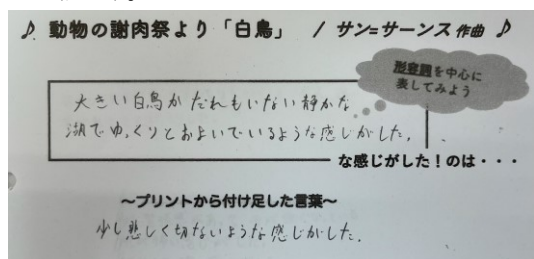 ♪ 動物の謝肉祭より「白鳥」 / サン=サーンス 作曲 ♪
形容詞を中心に
表してみよう
大きい白鳥がだれもいない静かな
湖でゆっくりとおよいでいるような感じがした。
な感じがした！のは・・・
～プリントから付け足した言葉～
少し悲しく切ないような感じがした。